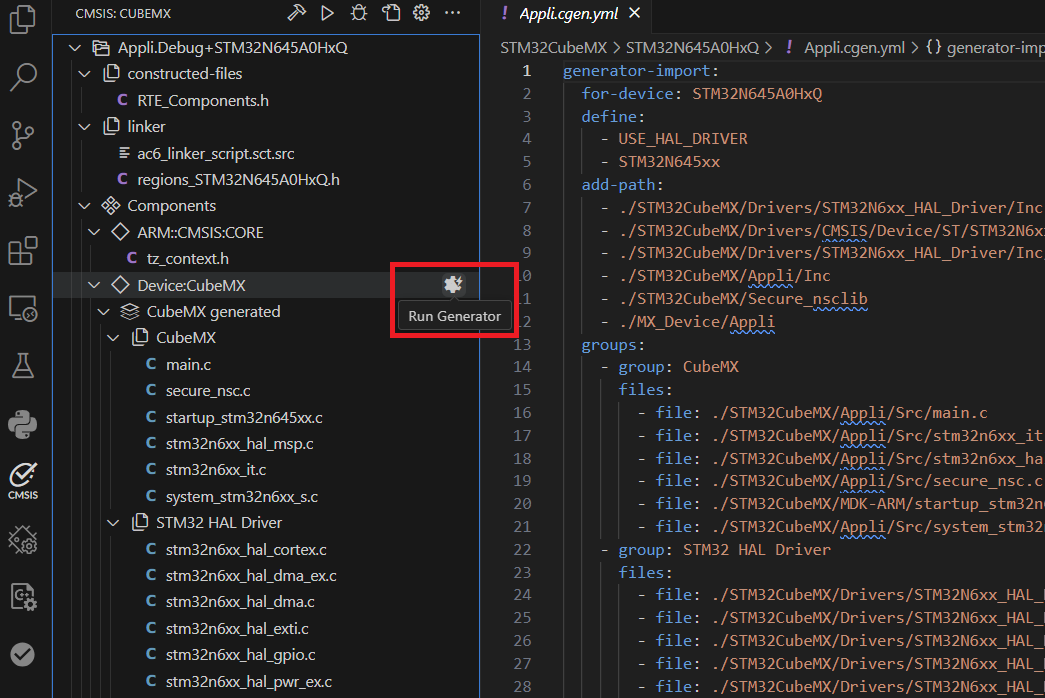 CMSIS: CUBEMX
Appli.Debug+STM32N645A0HxQ
constructed-files
C RTE_Components.h
linker
ac6_linker_script.sct.src
C regions_STM32N645A0HxQ.h
Components
ARM::CMSIS:CORE
C tz_context.h
Device:CubeMX
Run Generator
CubeMX generated
CubeMX
C main.c
C secure_nsc.c
C startup_stm32n645xx.c
C stm32n6xx_hal_msp.c
C stm32n6xx_it.c
C system_stm32n6xx_s.c
STM32 HAL Driver
C stm32n6xx_hal_cortex.c
C stm32n6xx_hal_dma_ex.c
C stm32n6xx_hal_dma.c
C stm32n6xx_hal_exti.c
C stm32n6xx_hal_gpio.c
C stm32n6xx_hal_pwr_ex.c
CMSIS
! Appli.cgen.yml ×
STM32CubeMX > STM32N645A0HxQ > ! Appli.cgen.yml > {} generator-imp
1 generator-import:
2 for-device: STM32N645A0HxQ
3 define:
4 - USE_HAL_DRIVER
5 - STM32N645xx
6 add-path:
7 - ./STM32CubeMX/Drivers/STM32N6xx_HAL_Driver/Inc
8 - ./STM32CubeMX/Drivers/CMSIS/Device/ST/STM32N6x
9 - ./STM32CubeMX/Drivers/STM32N6xx_HAL_Driver/Inc
0 - ./STM32CubeMX/Appli/Inc
1 - ./STM32CubeMX/Secure_nsclib
2 - ./MX_Device/Appli
13 groups:
14 - group: CubeMX
15 files:
16 - file: ./STM32CubeMX/Appli/Src/main.c
17 - file: ./STM32CubeMX/Appli/Src/stm32n6xx_it
18 - file: ./STM32CubeMX/Appli/Src/stm32n6xx_ha
19 - file: ./STM32CubeMX/Appli/Src/secure_nsc.c
20 - file: ./STM32CubeMX/MDK-ARM/startup_stm32n
21 - file: ./STM32CubeMX/Appli/Src/system_stm32
22 - group: STM32 HAL Driver
23 files:
24 - file: ./STM32CubeMX/Drivers/STM32N6xx_HAL_
25 - file: ./STM32CubeMX/Drivers/STM32N6xx_HAL_
26 - file: ./STM32CubeMX/Drivers/STM32N6xx_HAL_
27 - file: ./STM32CubeMX/Drivers/STM32N6xx_HAL_
28 - file: ./STM32CubeMX/Drivers/STM32N6xx_HAL_